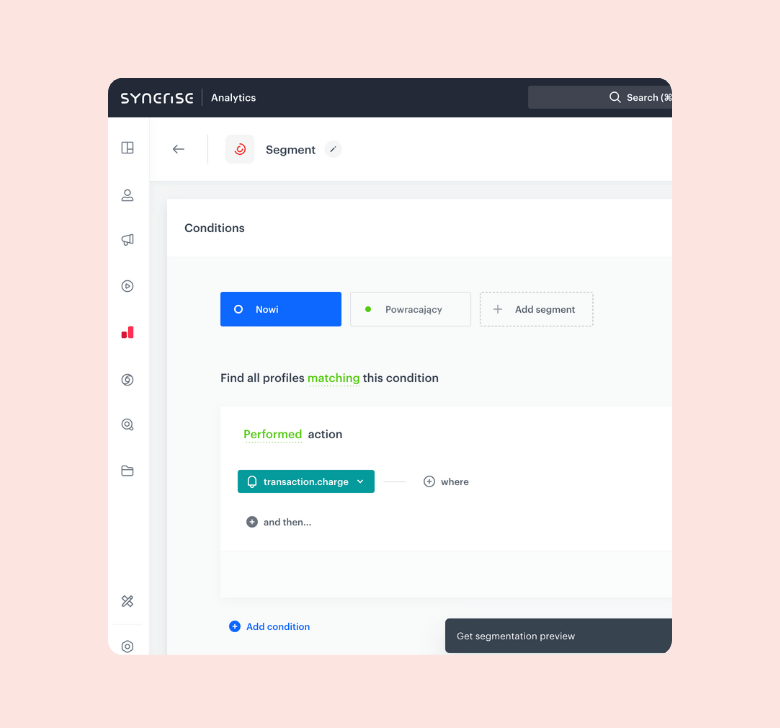 SYNERISE Analytics Search (⌘
Segment
Conditions
Nowi Powracający Add segment
Find all profiles matching this condition
Performed action
transaction.charge where
and then...
Add condition
Get segmentation preview